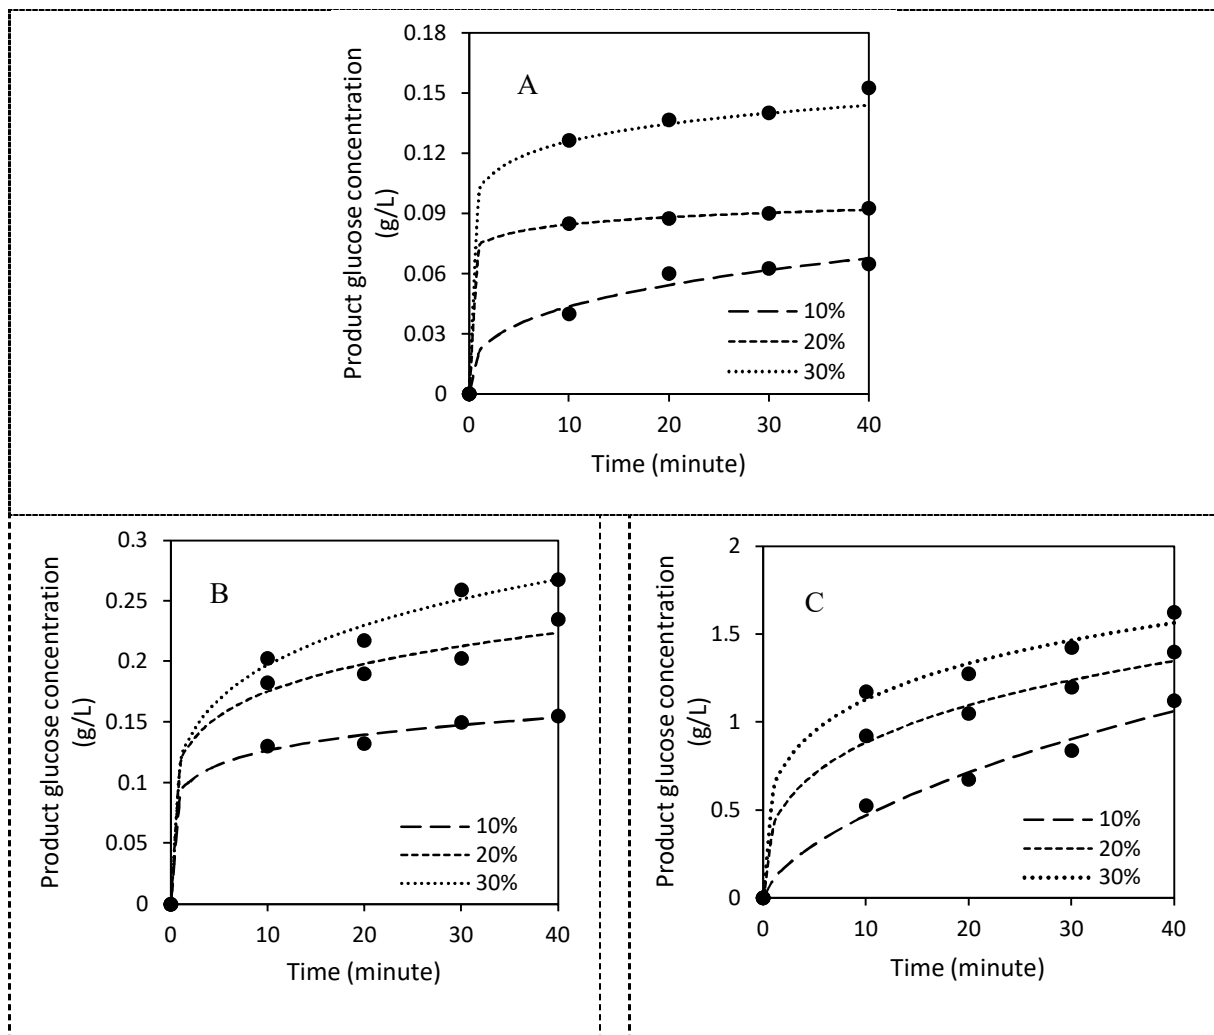 A
Product glucose concentration
(g/L)
0.18
0.15
0.12
0.09
0.06
0.03
0
10%
20%
30%
0 10 20 30 40
Time (minute)
B
Product glucose concentration
(g/L)
0.3
0.25
0.2
0.15
0.1
0.05
0
10%
20%
30%
0 10 20 30 40
Time (minute)
C
Product glucose concentration
(g/L)
2
1.5
1
0.5
0
10%
20%
30%
0 10 20 30 40
Time (minute)